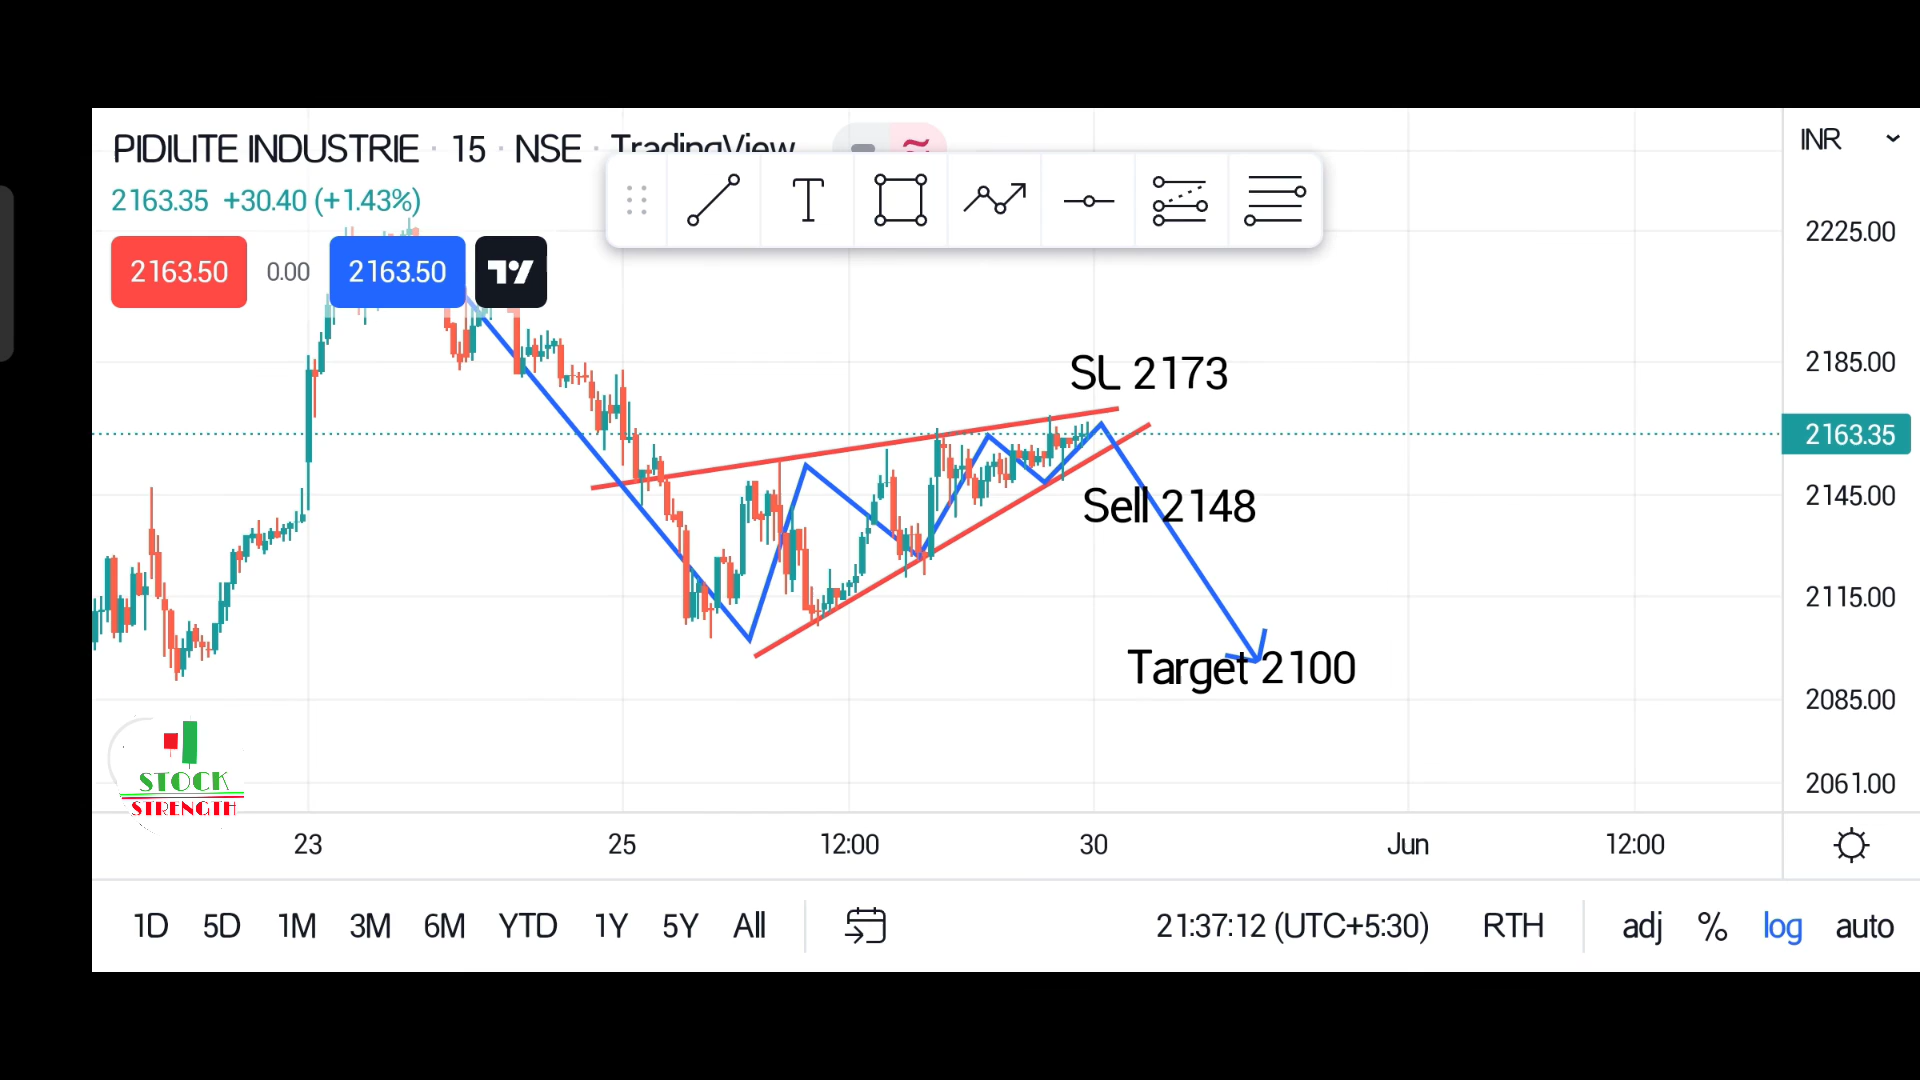 PIDILITE INDUSTRIE · 15 · NSE · TradingView
INR
2163.35 +30.40 (+1.43%)
T
2163.50 0.00 2163.50
2225.00
SL 2173
2185.00
2163.35
Sell 2148
2145.00
2115.00
Target 2100
2085.00
STOCK
STRENGTH
2061.00
23 25 12:00 30 Jun 12:00
1D 5D 1M 3M 6M YTD 1Y 5Y All 21:37:12 (UTC+5:30) RTH adj % log auto